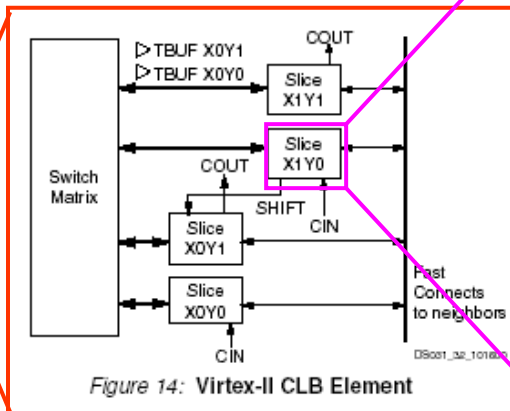 COUT
TBUF X0Y1
TBUF X0Y0
Slice
X1Y1
Slice
X1Y0
COUT
Switch
Matrix
SHIFT
CIN
Slice
X0Y1
Fast
Connects
to neighbors
Slice
X0Y0
CIN
DS031_32_101600
Figure 14: Virtex-II CLB Element